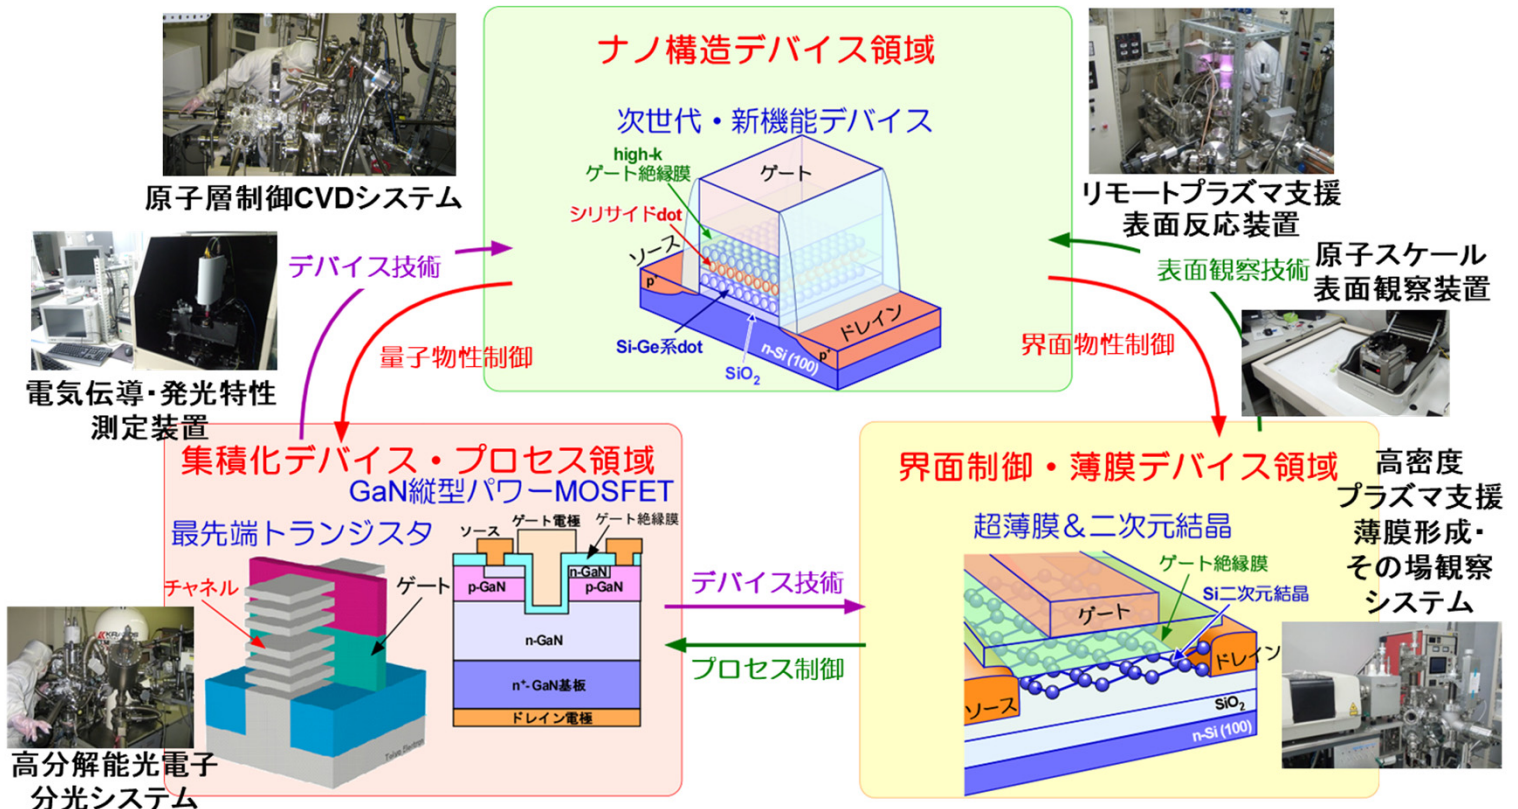 ナノ構造デバイス領域
次世代・新機能デバイス
high-k
ゲート絶縁膜
ゲート
シリサイドdot
ソース
p⁺
Si-Ge系dot
SiO₂
n-Si (100)
p⁺
ドレイン
原子層制御CVDシステム
電気伝導・発光特性
測定装置
デバイス技術
量子物性制御
リモートプラズマ支援
表面反応装置
表面観察技術
原子スケール
表面観察装置
界面物性制御
集積化デバイス・プロセス領域
GaN縦型パワーMOSFET
最先端トランジスタ
チャネル
ゲート
ソース
ゲート電極
ゲート絶縁膜
n-GaN
p-GaN
p-GaN
n-GaN
n⁺-GaN基板
ドレイン電極
高分解能光電子
分光システム
デバイス技術
プロセス制御
界面制御・薄膜デバイス領域
超薄膜&二次元結晶
ゲート絶縁膜
Si二次元結晶
ゲート
ドレイン
ソース
SiO₂
n-Si (100)
高密度
プラズマ支援
薄膜形成・
その場観察
システム